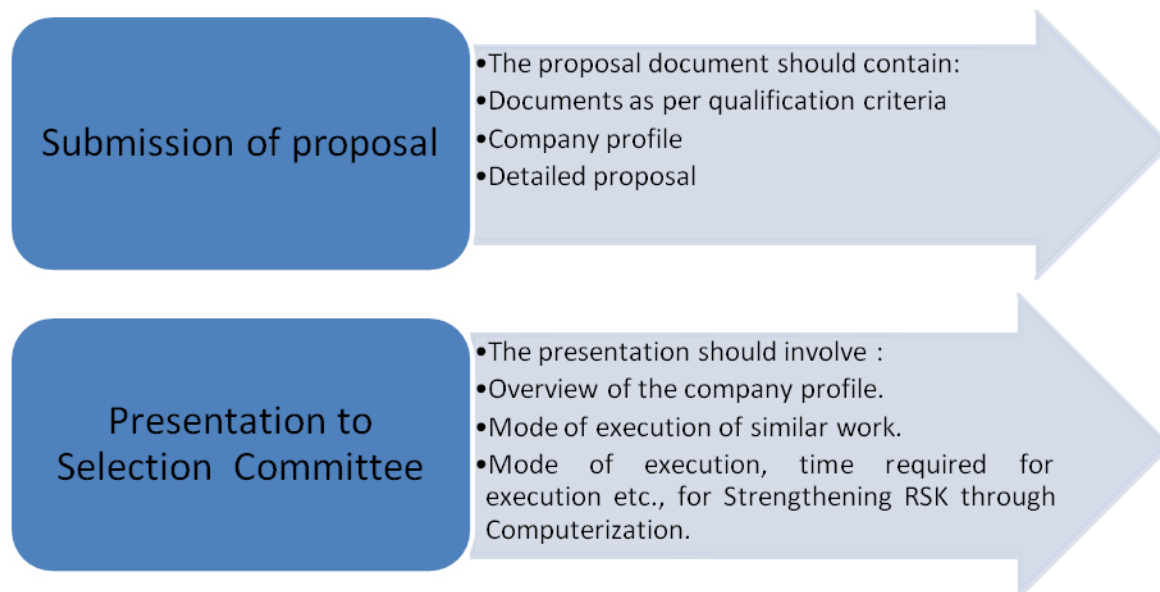 Submission of proposal
•The proposal document should contain:
•Documents as per qualification criteria
•Company profile
•Detailed proposal
Presentation to
Selection Committee
•The presentation should involve :
•Overview of the company profile.
•Mode of execution of similar work.
•Mode of execution, time required for
execution etc., for Strengthening RSK through
Computerization.